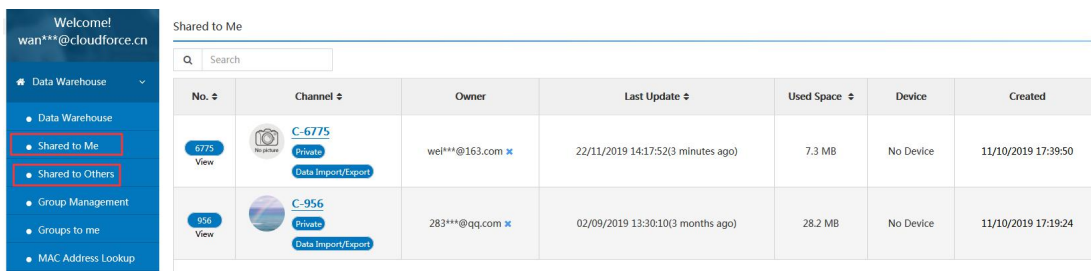 Welcome!
wan***@cloudforce.cn
Data Warehouse
Data Warehouse
Shared to Me
Shared to Others
Group Management
Groups to me
MAC Address Lookup
Shared to Me
Search
No. Channel Owner Last Update Used Space Device Created
6775
View
No picture
C-6775
Private
Data Import/Export
wei***@163.com × 22/11/2019 14:17:52(3 minutes ago) 7.3 MB No Device 11/10/2019 17:39:50
956
View
C-956
Private
Data Import/Export
283***@qq.com × 02/09/2019 13:30:10(3 months ago) 28.2 MB No Device 11/10/2019 17:19:24